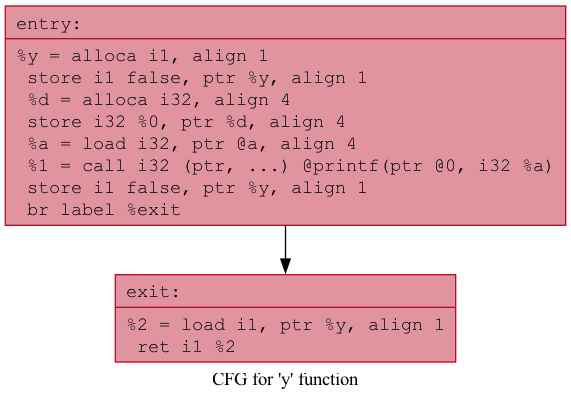 entry:
%y = alloca i1, align 1
store i1 false, ptr %y, align 1
%d = alloca i32, align 4
store i32 %0, ptr %d, align 4
%a = load i32, ptr @a, align 4
%1 = call i32 (ptr, ...) @printf(ptr @0, i32 %a)
store i1 false, ptr %y, align 1
br label %exit
exit:
%2 = load i1, ptr %y, align 1
ret i1 %2
CFG for 'y' function